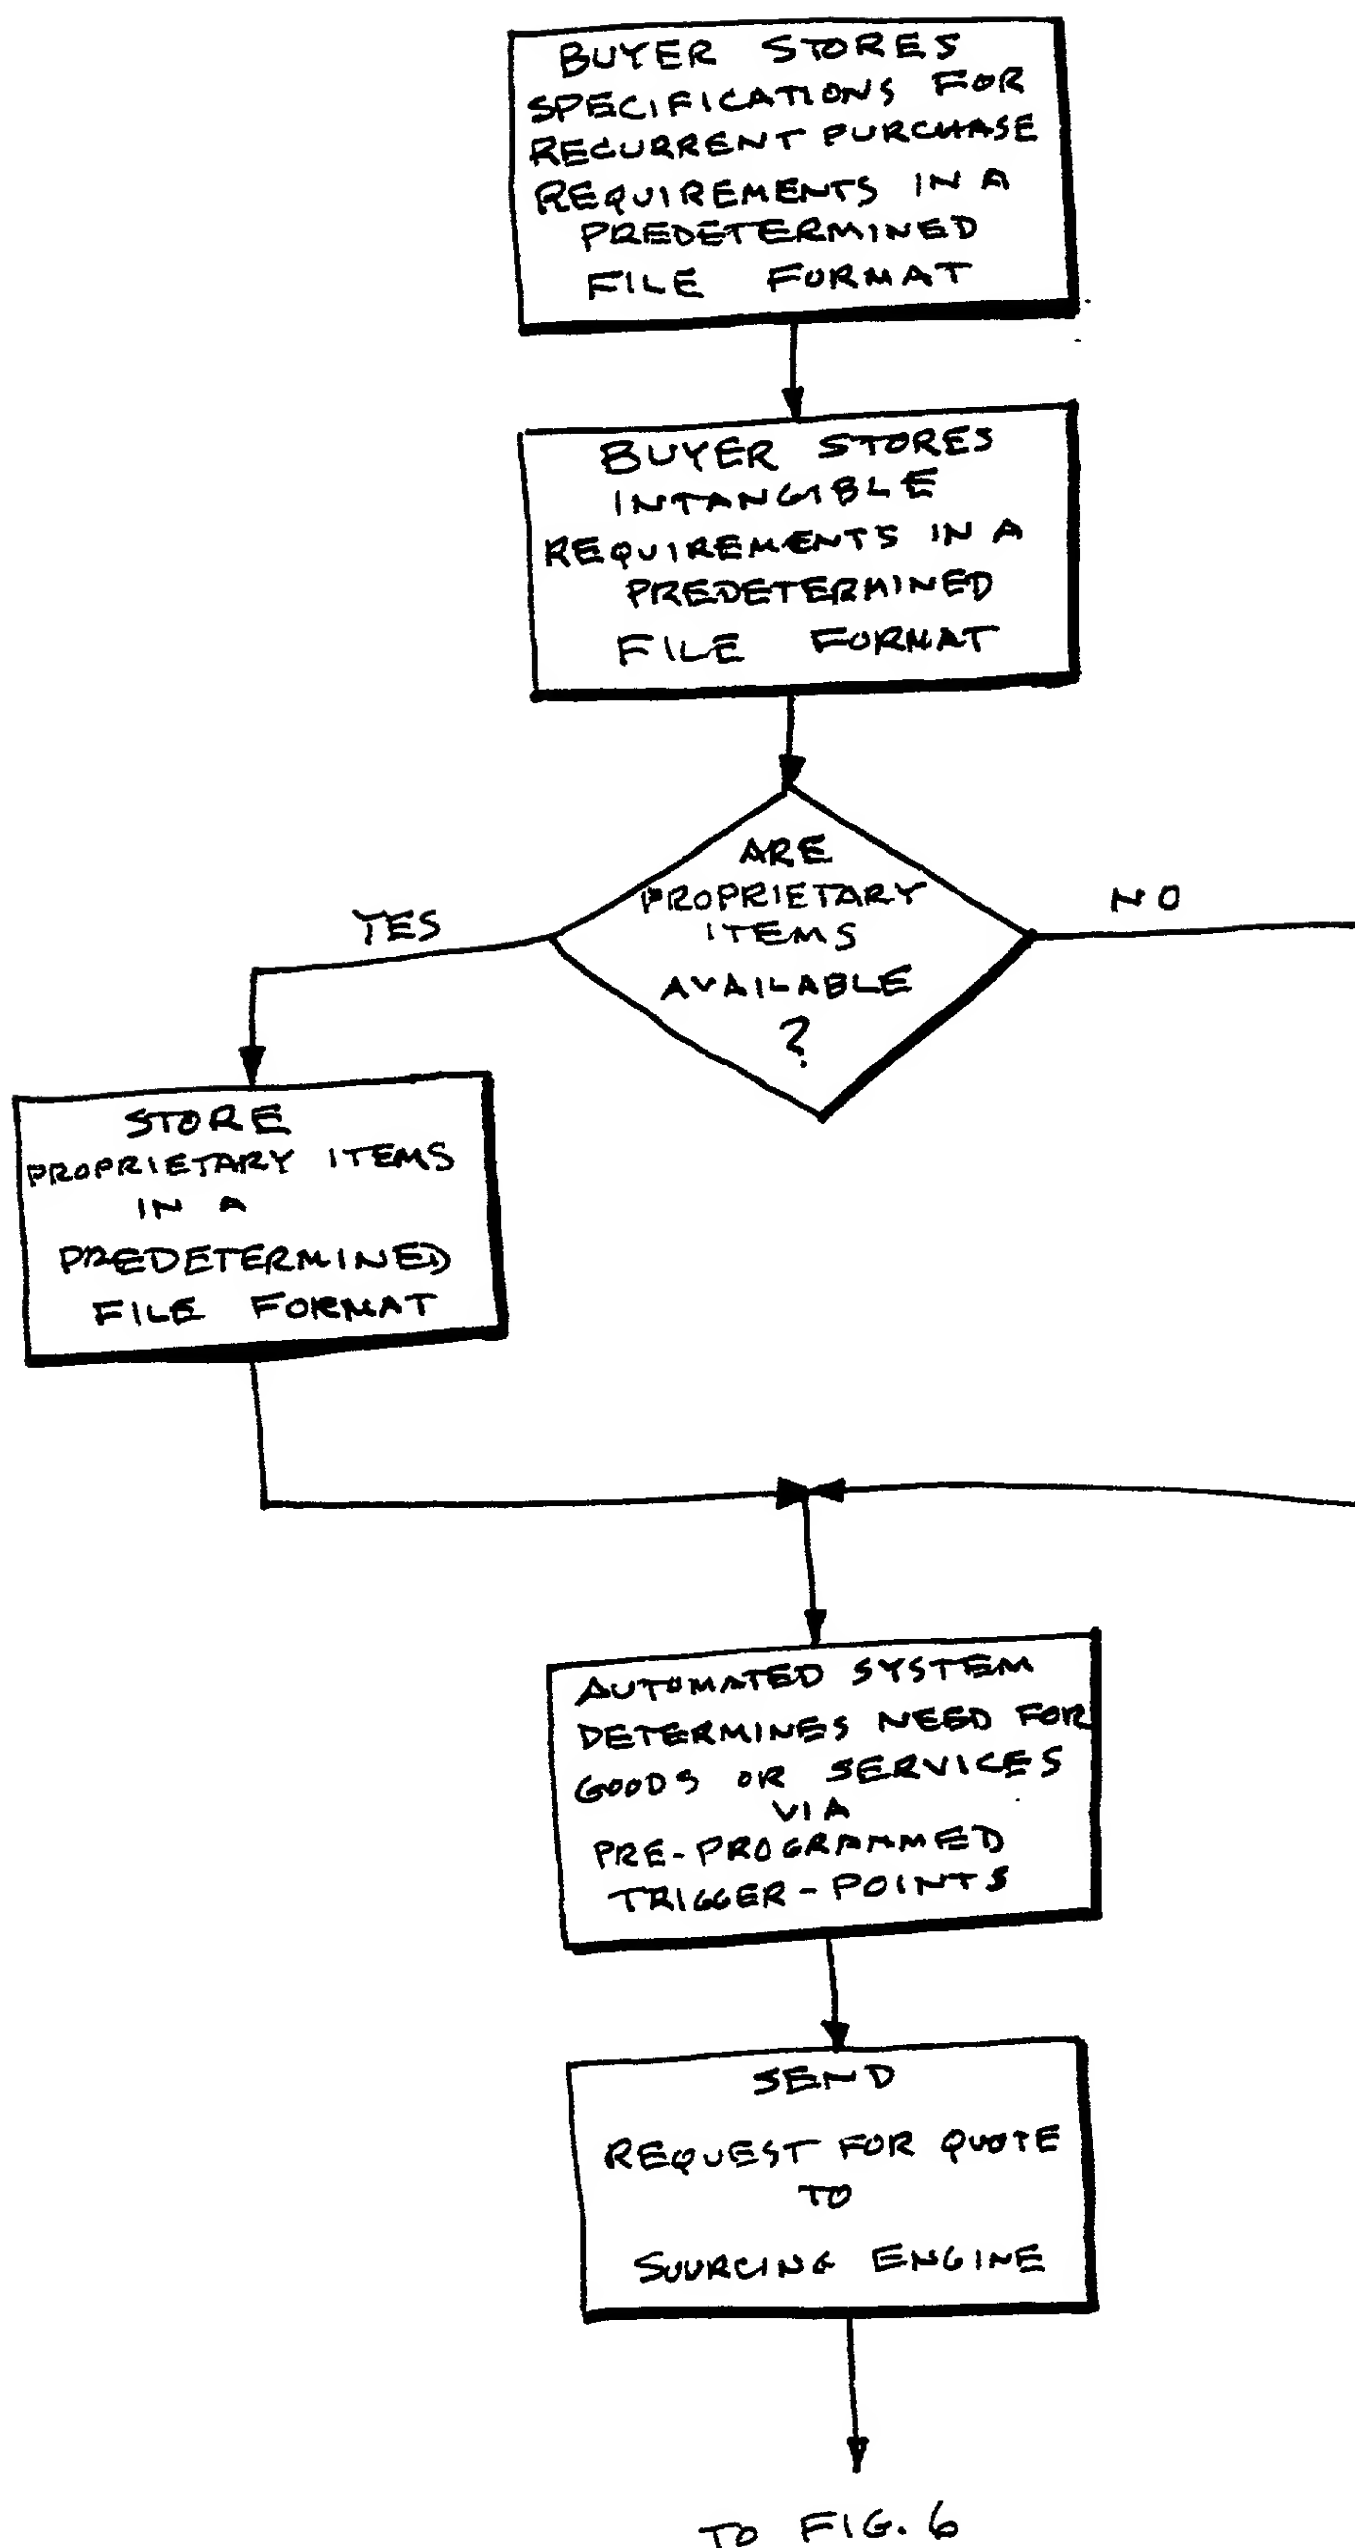 BUYER STORES
SPECIFICATIONS FOR
RECURRENT PURCHASE
REQUIREMENTS IN A
PREDETERMINED
FILE FORMAT
BUYER STORES
INTANGIBLE
REQUIREMENTS IN A
PREDETERMINED
FILE FORMAT
ARE
PROPRIETARY
ITEMS
AVAILABLE
?
YES
NO
STORE
PROPRIETARY ITEMS
IN A
PREDETERMINED
FILE FORMAT
AUTOMATED SYSTEM
DETERMINES NEED FOR
GOODS OR SERVICES
VIA
PRE-PROGRAMMED
TRIGGER-POINTS
SEND
REQUEST FOR QUOTE
TO
SOURCING ENGINE
TO FIG. 6